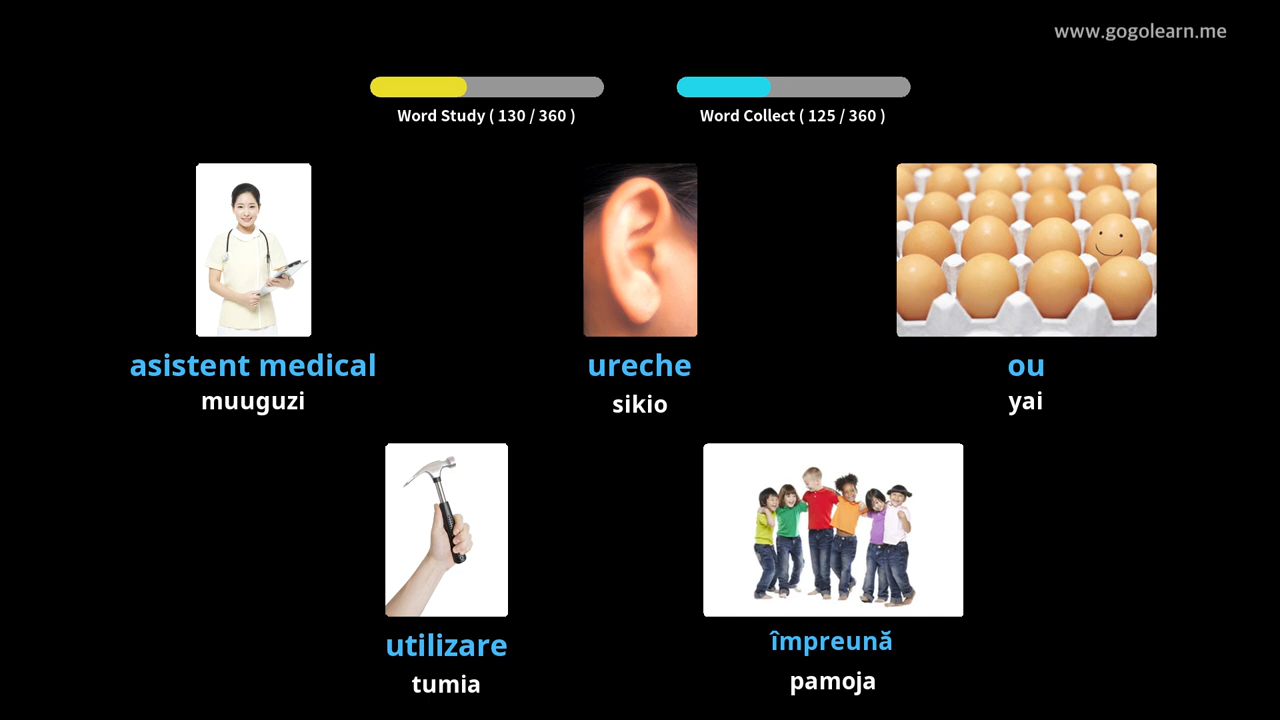 www.gogolearn.me
Word Study ( 130 / 360 )
Word Collect ( 125 / 360 )
asistent medical
muuguzi
ureche
sikio
ou
yai
utilizare
tumia
împreună
pamoja